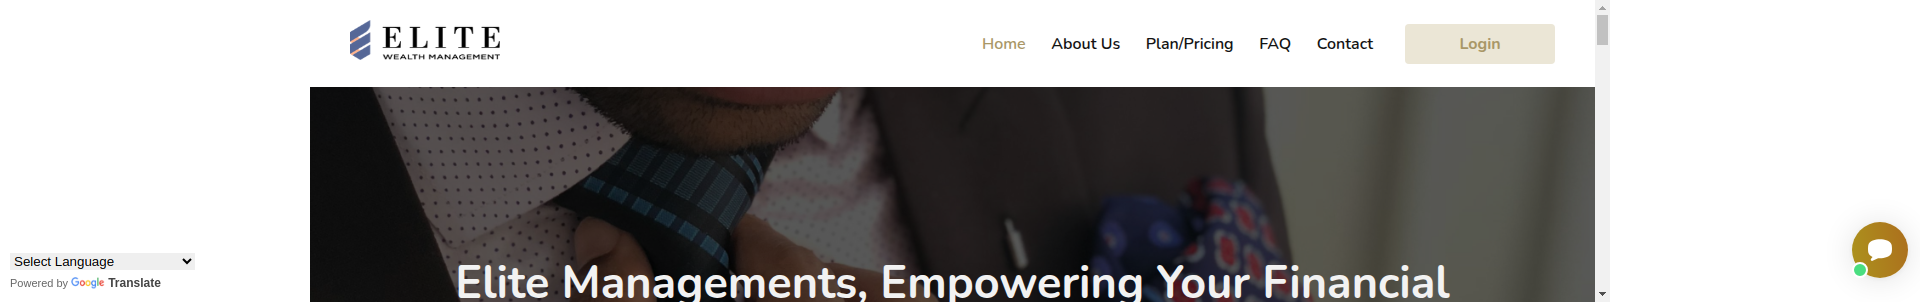 ELITE
WEALTH MANAGEMENT
Home About Us Plan/Pricing FAQ Contact Login
Elite Managements, Empowering Your Financial
Select Language
Powered by Google Translate